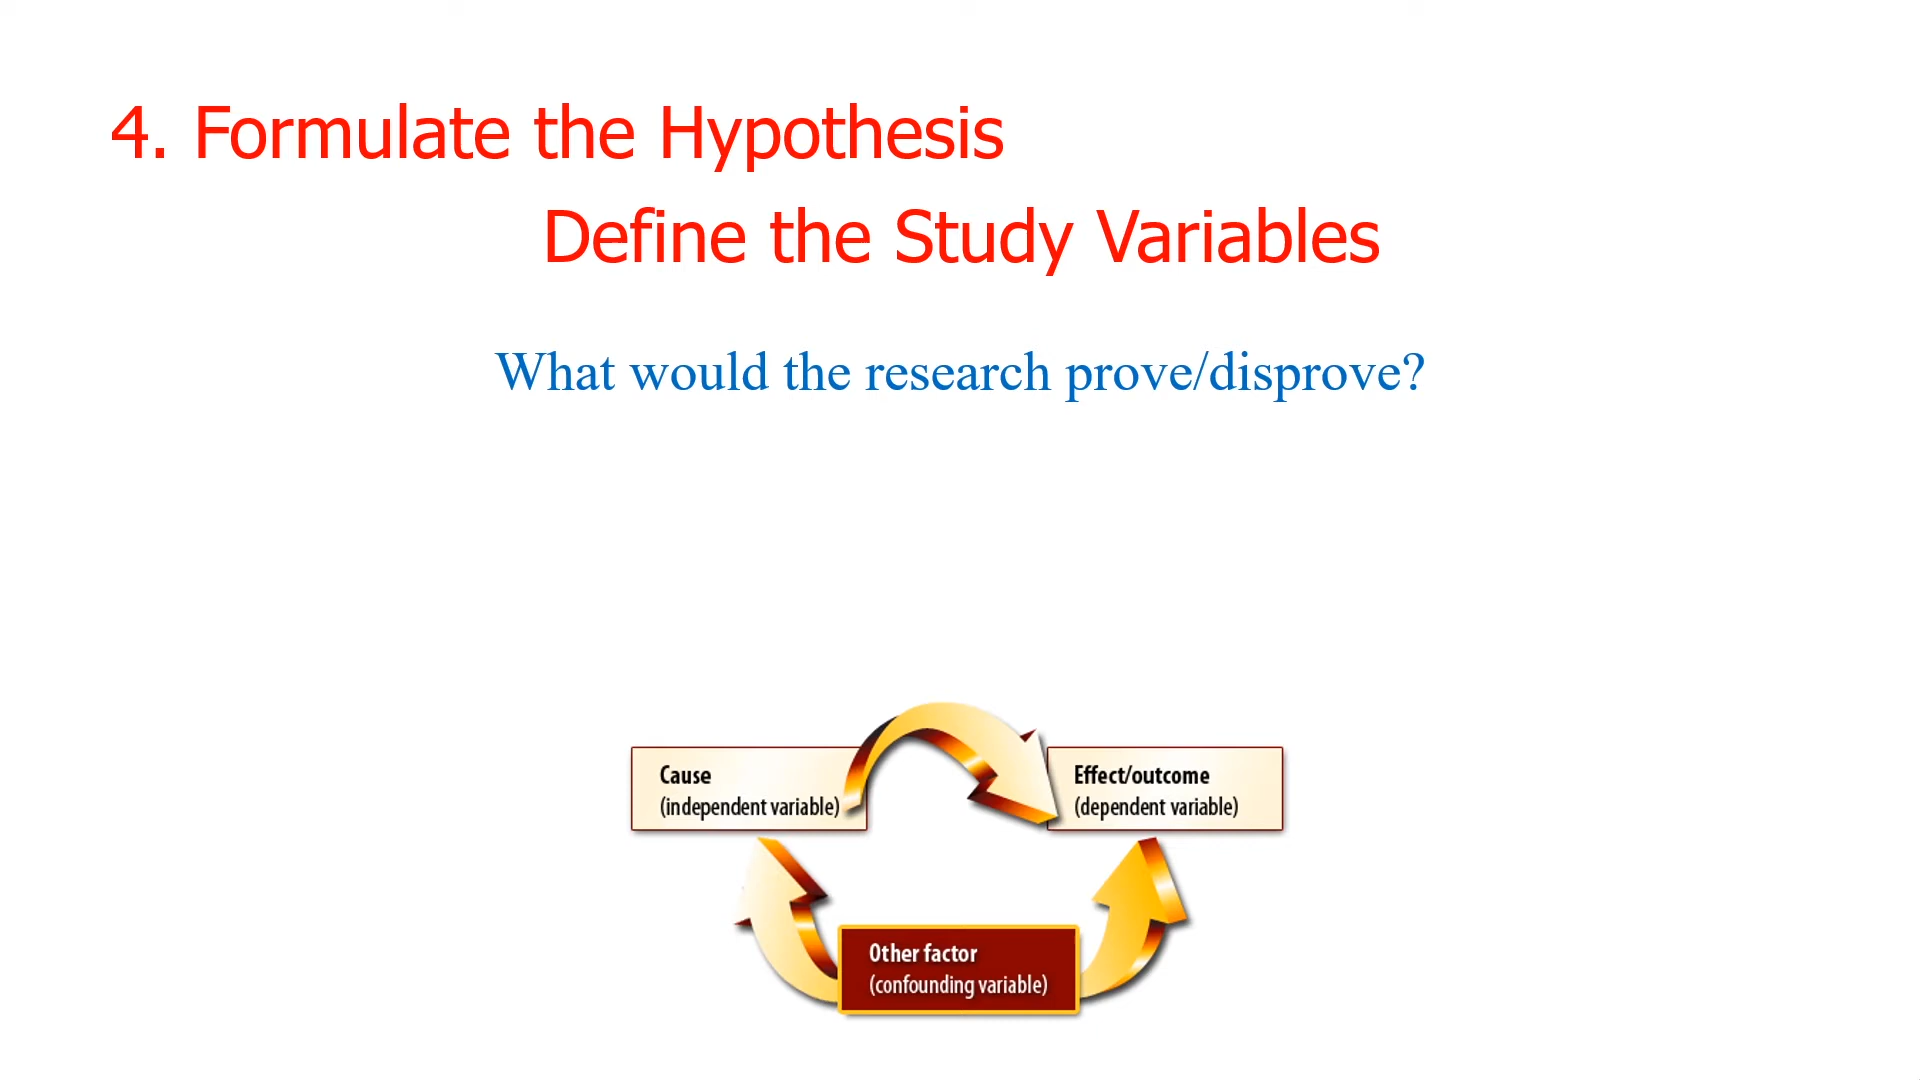 4. Formulate the Hypothesis
Define the Study Variables
What would the research prove/disprove?
Cause
(independent variable)
Effect/outcome
(dependent variable)
Other factor
(confounding variable)